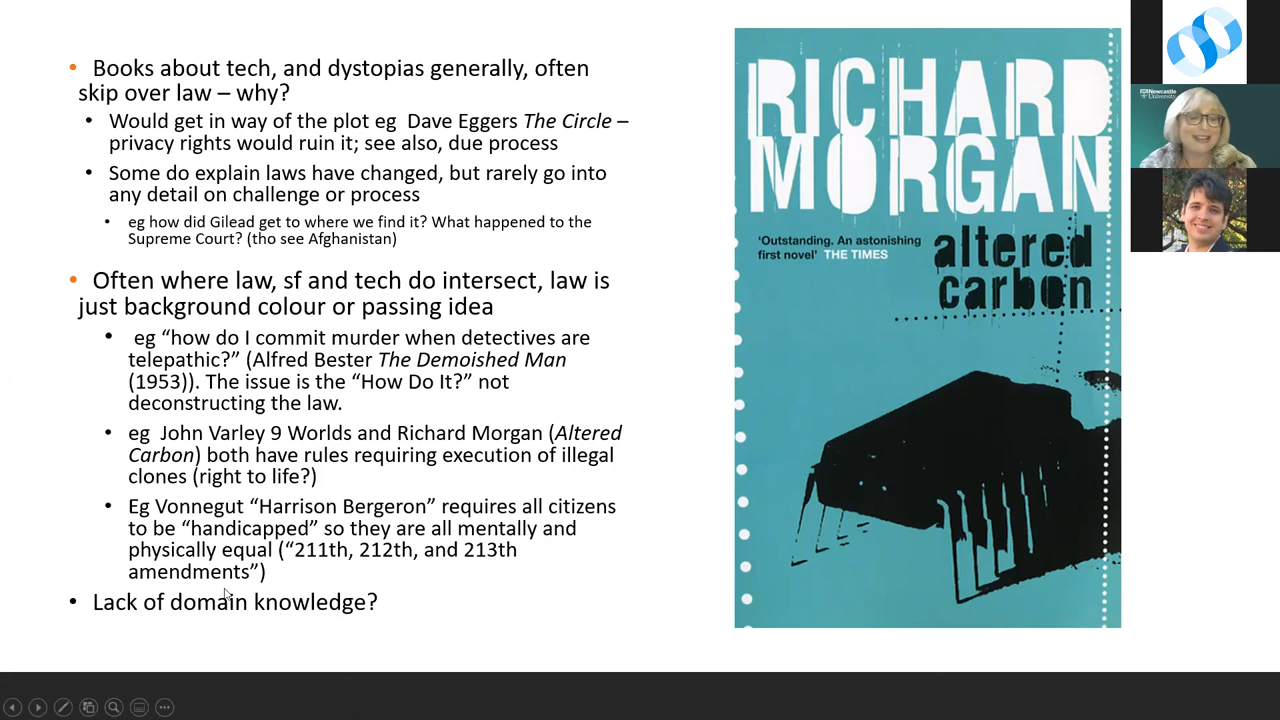 Books about tech, and dystopias generally, often
skip over law – why?
Would get in way of the plot eg Dave Eggers The Circle –
privacy rights would ruin it; see also, due process
Some do explain laws have changed, but rarely go into
any detail on challenge or process
eg how did Gilead get to where we find it? What happened to the
Supreme Court? (tho see Afghanistan)
Often where law, sf and tech do intersect, law is
just background colour or passing idea
eg “how do I commit murder when detectives are
telepathic?” (Alfred Bester The Demoished Man
(1953)). The issue is the “How Do It?” not
deconstructing the law.
eg John Varley 9 Worlds and Richard Morgan (Altered
Carbon) both have rules requiring execution of illegal
clones (right to life?)
Eg Vonnegut “Harrison Bergeron” requires all citizens
to be “handicapped” so they are all mentally and
physically equal (“211th, 212th, and 213th
amendments”)
Lack of domain knowledge?
RICHARD
MORGAN
‘Outstanding. An astonishing
first novel’ THE TIMES
altered
carbon
Newcastle
University